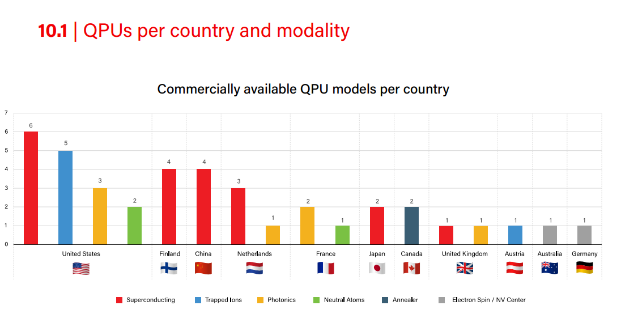 10.1 | QPUs per country and modality
Commercially available QPU models per country
7
6
5
4
3
2
1
0
6
5
3
2
4
4
3
1
2
1
2
2
1
1
1
1
1
United States
Finland
China
Netherlands
France
Japan
Canada
United Kingdom
Austria
Australia
Germany
Superconducting
Trapped Ions
Photonics
Neutral Atoms
Annealer
Electron Spin / NV Center